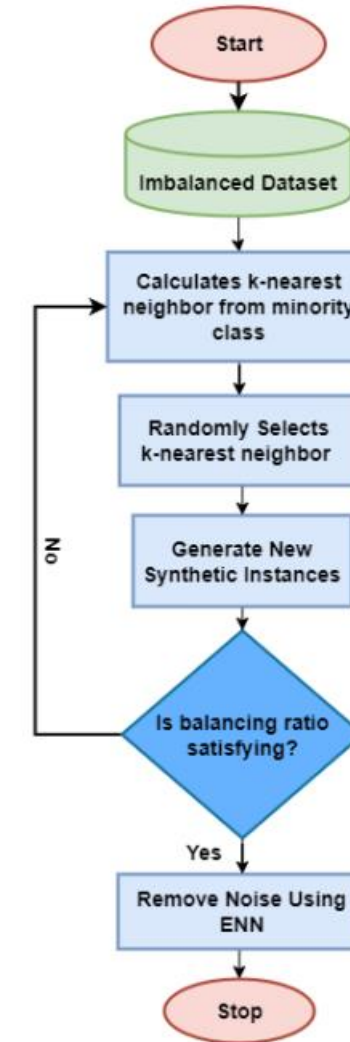 Start
Imbalanced Dataset
Calculates k-nearest
neighbor from minority
class
Randomly Selects
k-nearest neighbor
Generate New
Synthetic Instances
No
Is balancing ratio
satisfying?
Yes
Remove Noise Using
ENN
Stop